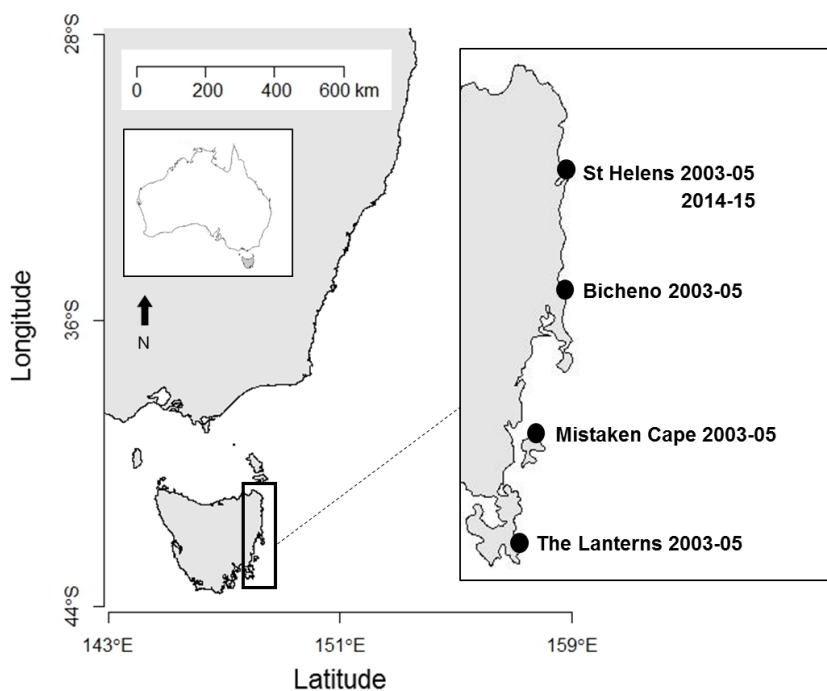 28°S
0 200 400 600 km
St Helens 2003-05
2014-15
Bicheno 2003-05
Longitude
36°S
N
Mistaken Cape 2003-05
The Lanterns 2003-05
44°S
143°E 151°E 159°E
Latitude